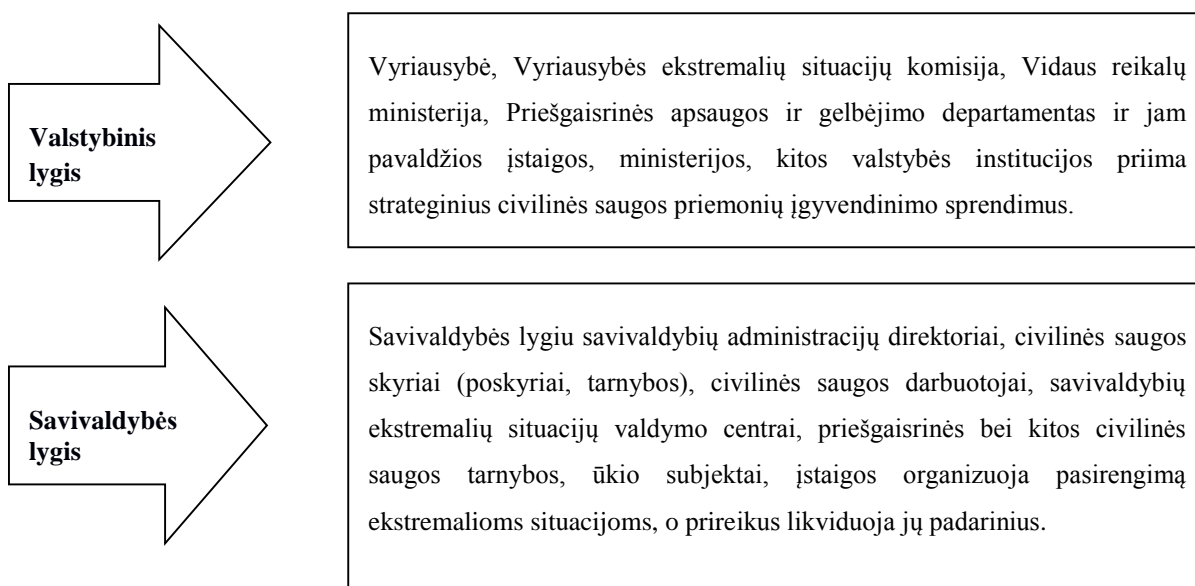 Valstybinis
lygis
Vyriausybė, Vyriausybės ekstremalių situacijų komisija, Vidaus reikalų
ministerija, Priešgaisrinės apsaugos ir gelbėjimo departamentas ir jam
pavaldžios įstaigos, ministerijos, kitos valstybės institucijos priima
strateginius civilinės saugos priemonių įgyvendinimo sprendimus.
Savivaldybės
lygis
Savivaldybės lygiu savivaldybių administracijų direktoriai, civilinės saugos
skyriai (poskyriai, tarnybos), civilinės saugos darbuotojai, savivaldybių
ekstremalių situacijų valdymo centrai, priešgaisrinės bei kitos civilinės
saugos tarnybos, ūkio subjektai, įstaigos organizuoja pasirengimą
ekstremalioms situacijoms, o prireikus likviduoja jų padarinius.